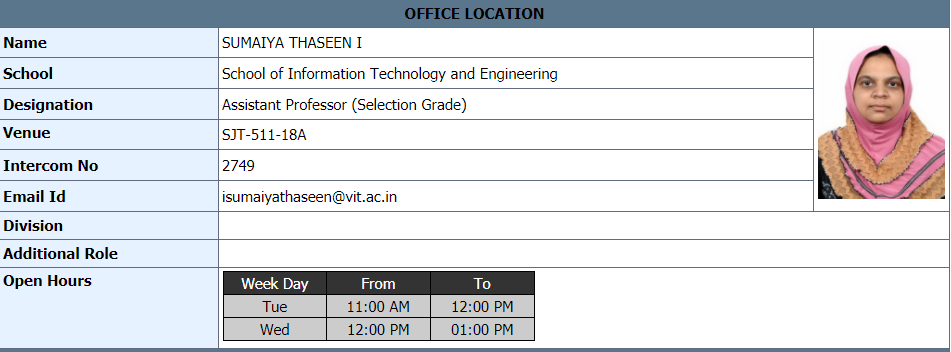 OFFICE LOCATION
Name SUMAIYA THASEEN I
School School of Information Technology and Engineering
Designation Assistant Professor (Selection Grade)
Venue SJT-511-18A
Intercom No 2749
Email Id isumaiyathaseen@vit.ac.in
Division
Additional Role
Open Hours
Week Day From To
Tue 11:00 AM 12:00 PM
Wed 12:00 PM 01:00 PM